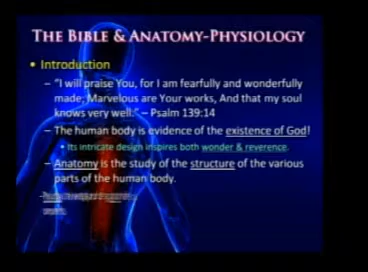 THE BIBLE & ANATOMY-PHYSIOLOGY
• Introduction
– "I will praise You, for I am fearfully and wonderfully
made; Marvelous are Your works, And that my soul
knows very well." – Psalm 139:14
– The human body is evidence of the existence of God!
• Its intricate design inspires both wonder & reverence.
– Anatomy is the study of the structure of the various
parts of the human body.